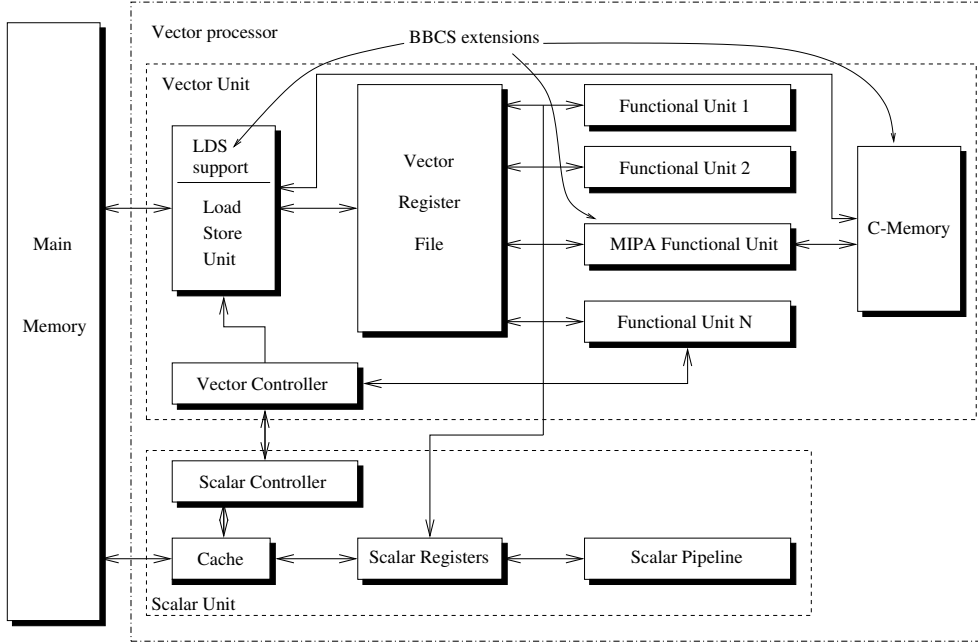 Vector processor
BBCS extensions
Vector Unit
LDS
support
Load
Store
Unit
Vector
Register
File
Functional Unit 1
Functional Unit 2
MIPA Functional Unit
Functional Unit N
C-Memory
Main
Memory
Vector Controller
Scalar Controller
Cache
Scalar Registers
Scalar Pipeline
Scalar Unit